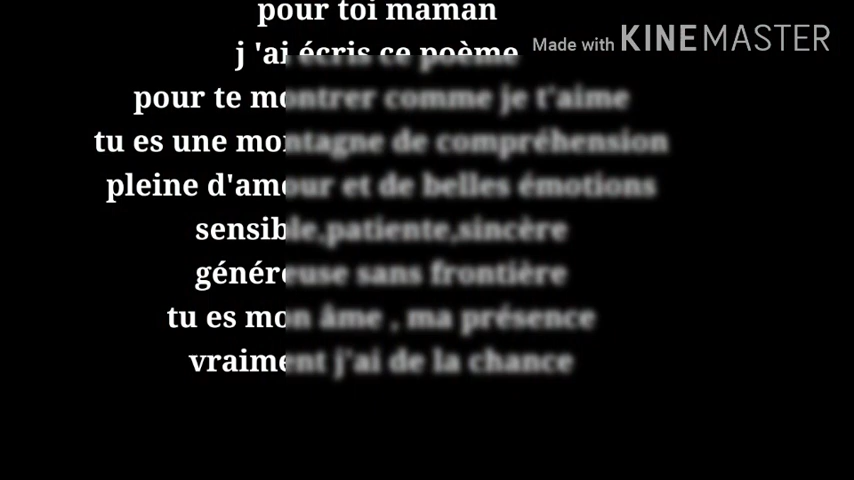 pour toi maman
j 'ai écris ce poème
Made with KINEMASTER
pour te montrer comme je t'aime
tu es une montagne de compréhension
pleine d'amour et de belles émotions
sensible,patiente,sincère
généreuse sans frontière
tu es mon âme , ma présence
vraiment j'ai de la chance